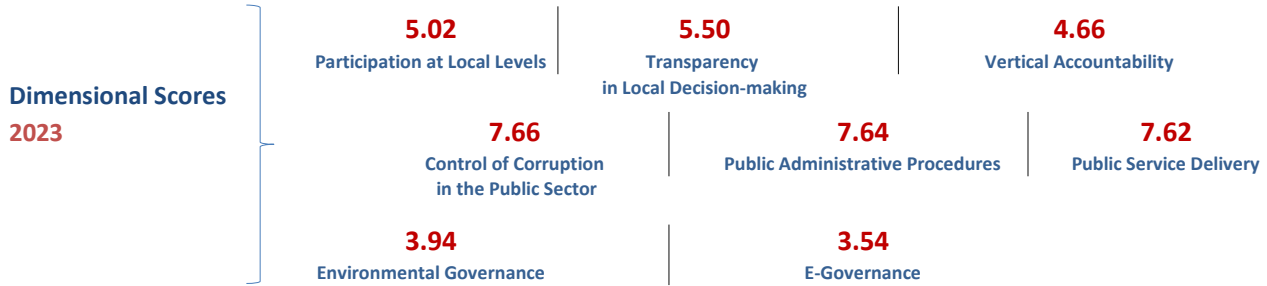 Dimensional Scores
2023
5.02
Participation at Local Levels
5.50
Transparency
in Local Decision-making
4.66
Vertical Accountability
7.66
Control of Corruption
in the Public Sector
7.64
Public Administrative Procedures
7.62
Public Service Delivery
3.94
Environmental Governance
3.54
E-Governance